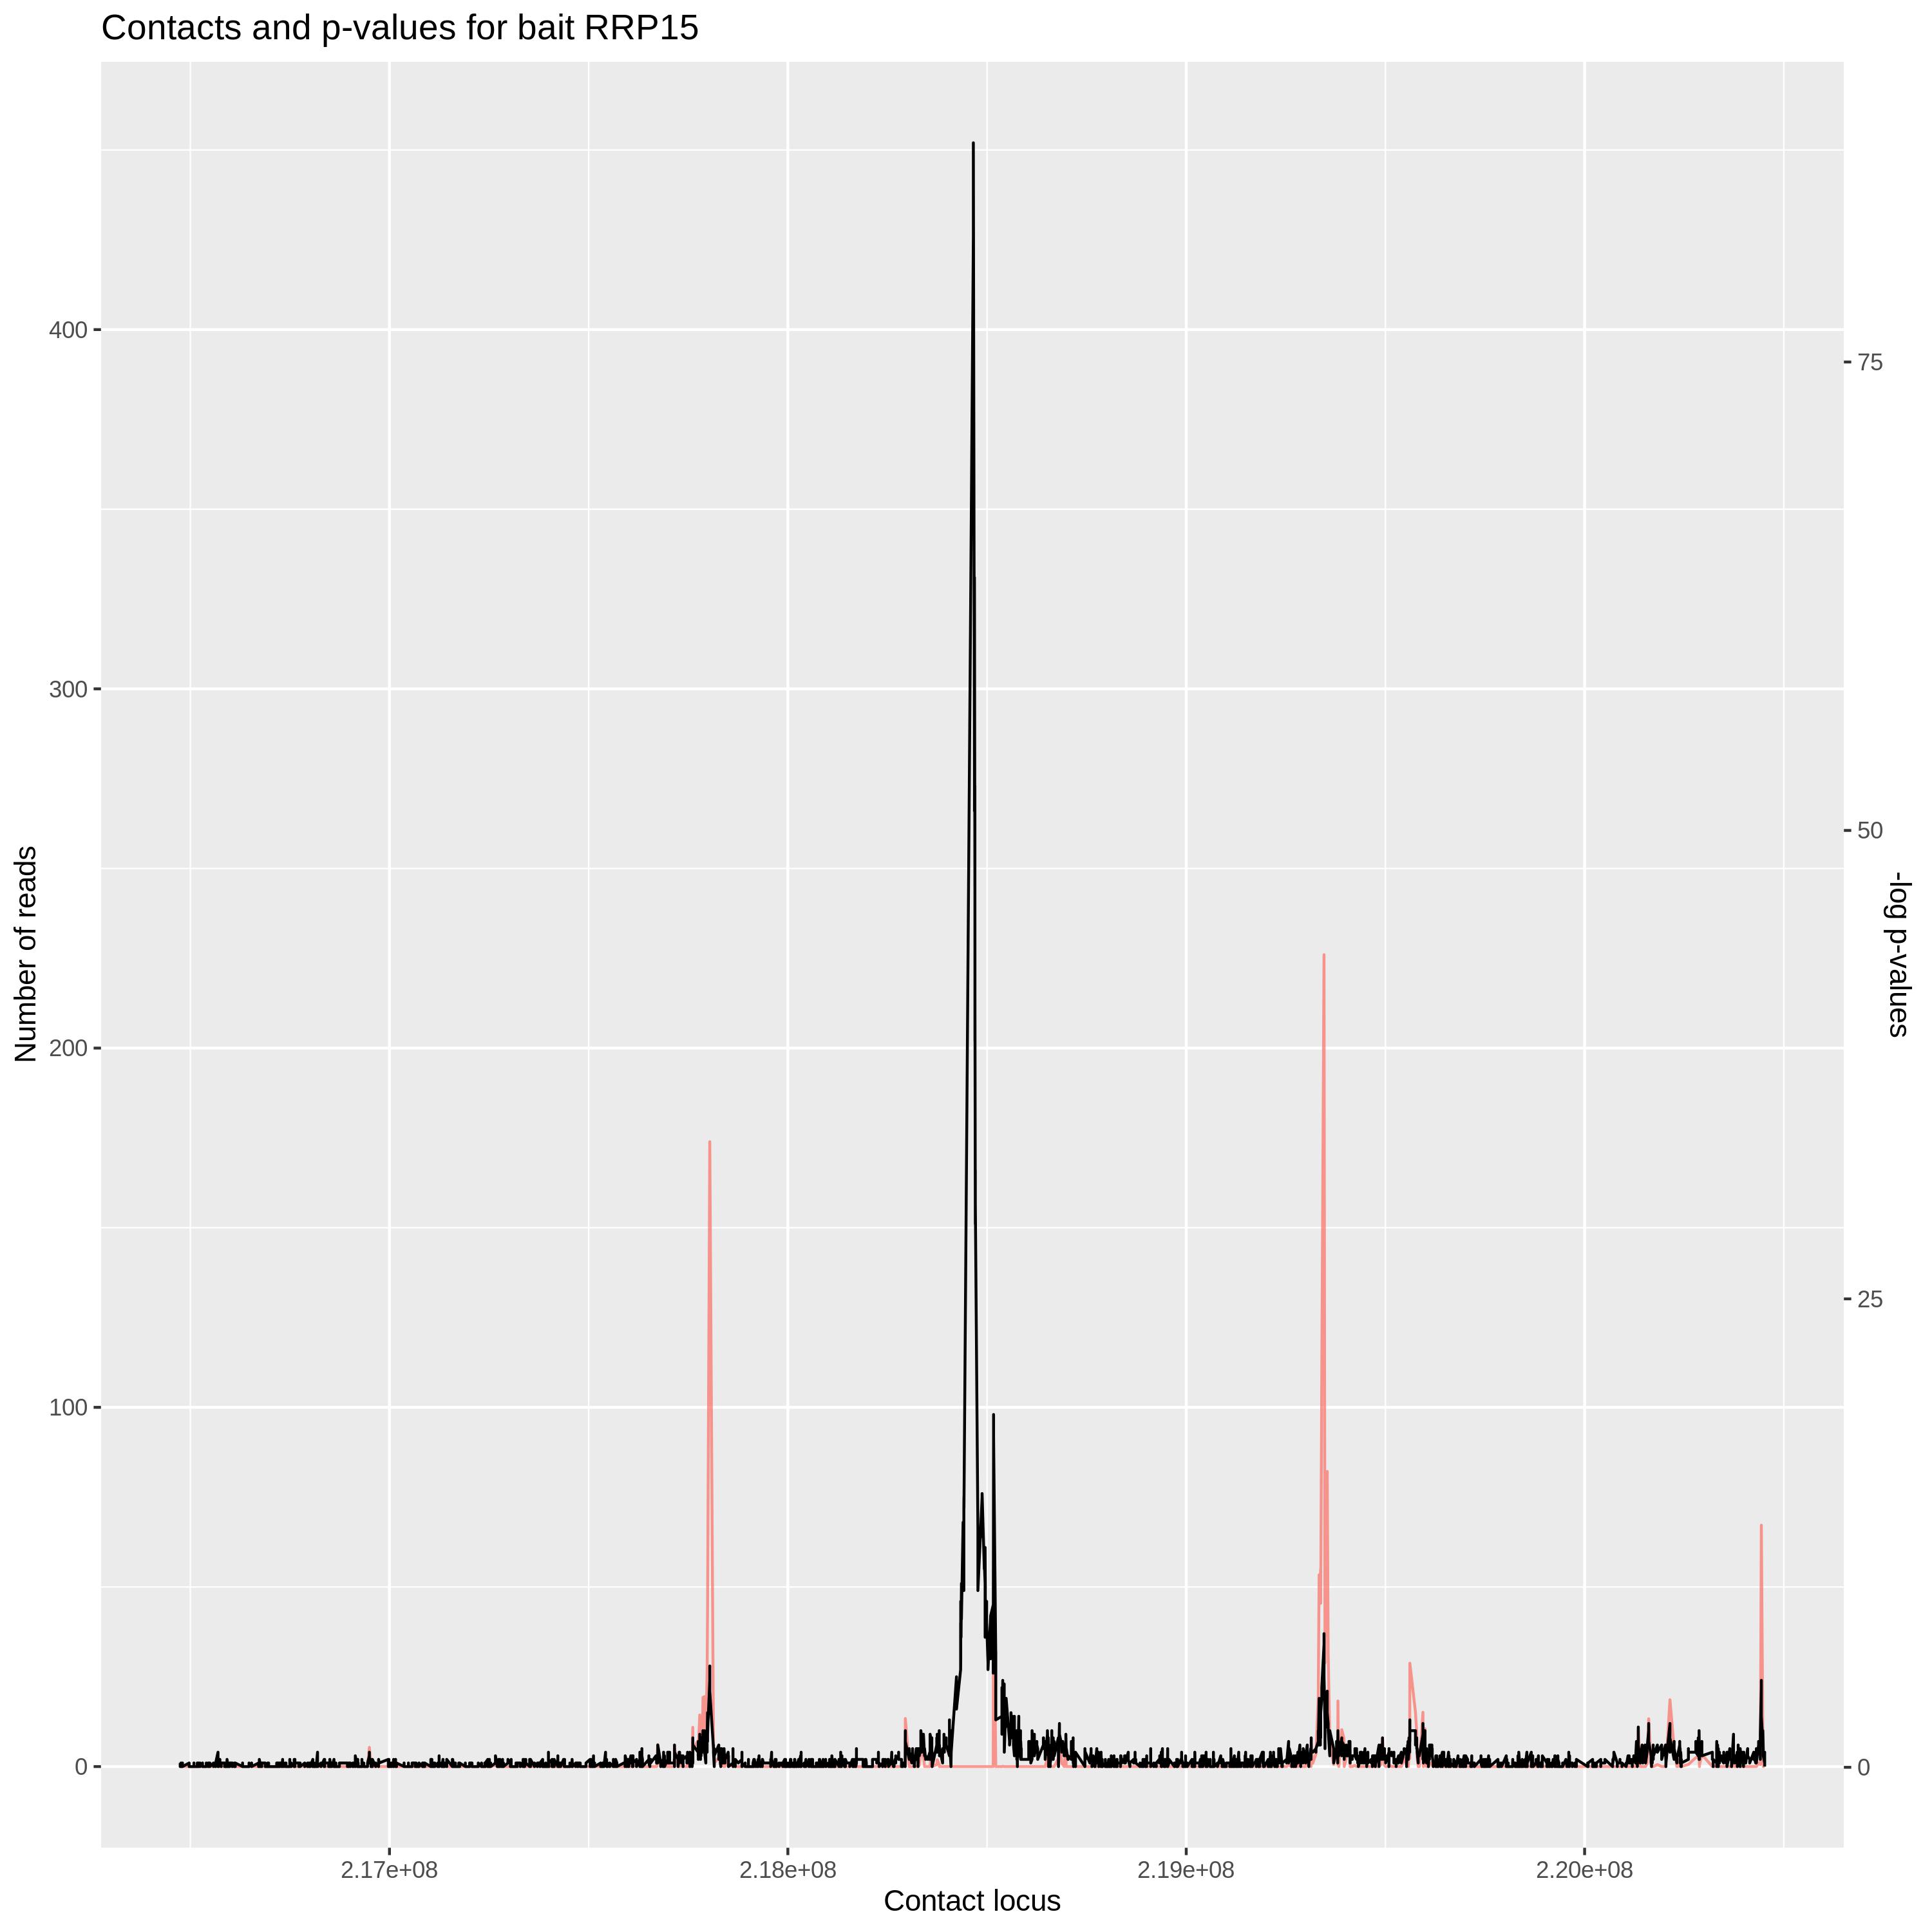 Contacts and p-values for bait RRP15
400
300
200
100
0
Number of reads
75
50
25
0
-log p-values
2.17e+08
2.18e+08
2.19e+08
2.20e+08
Contact locus